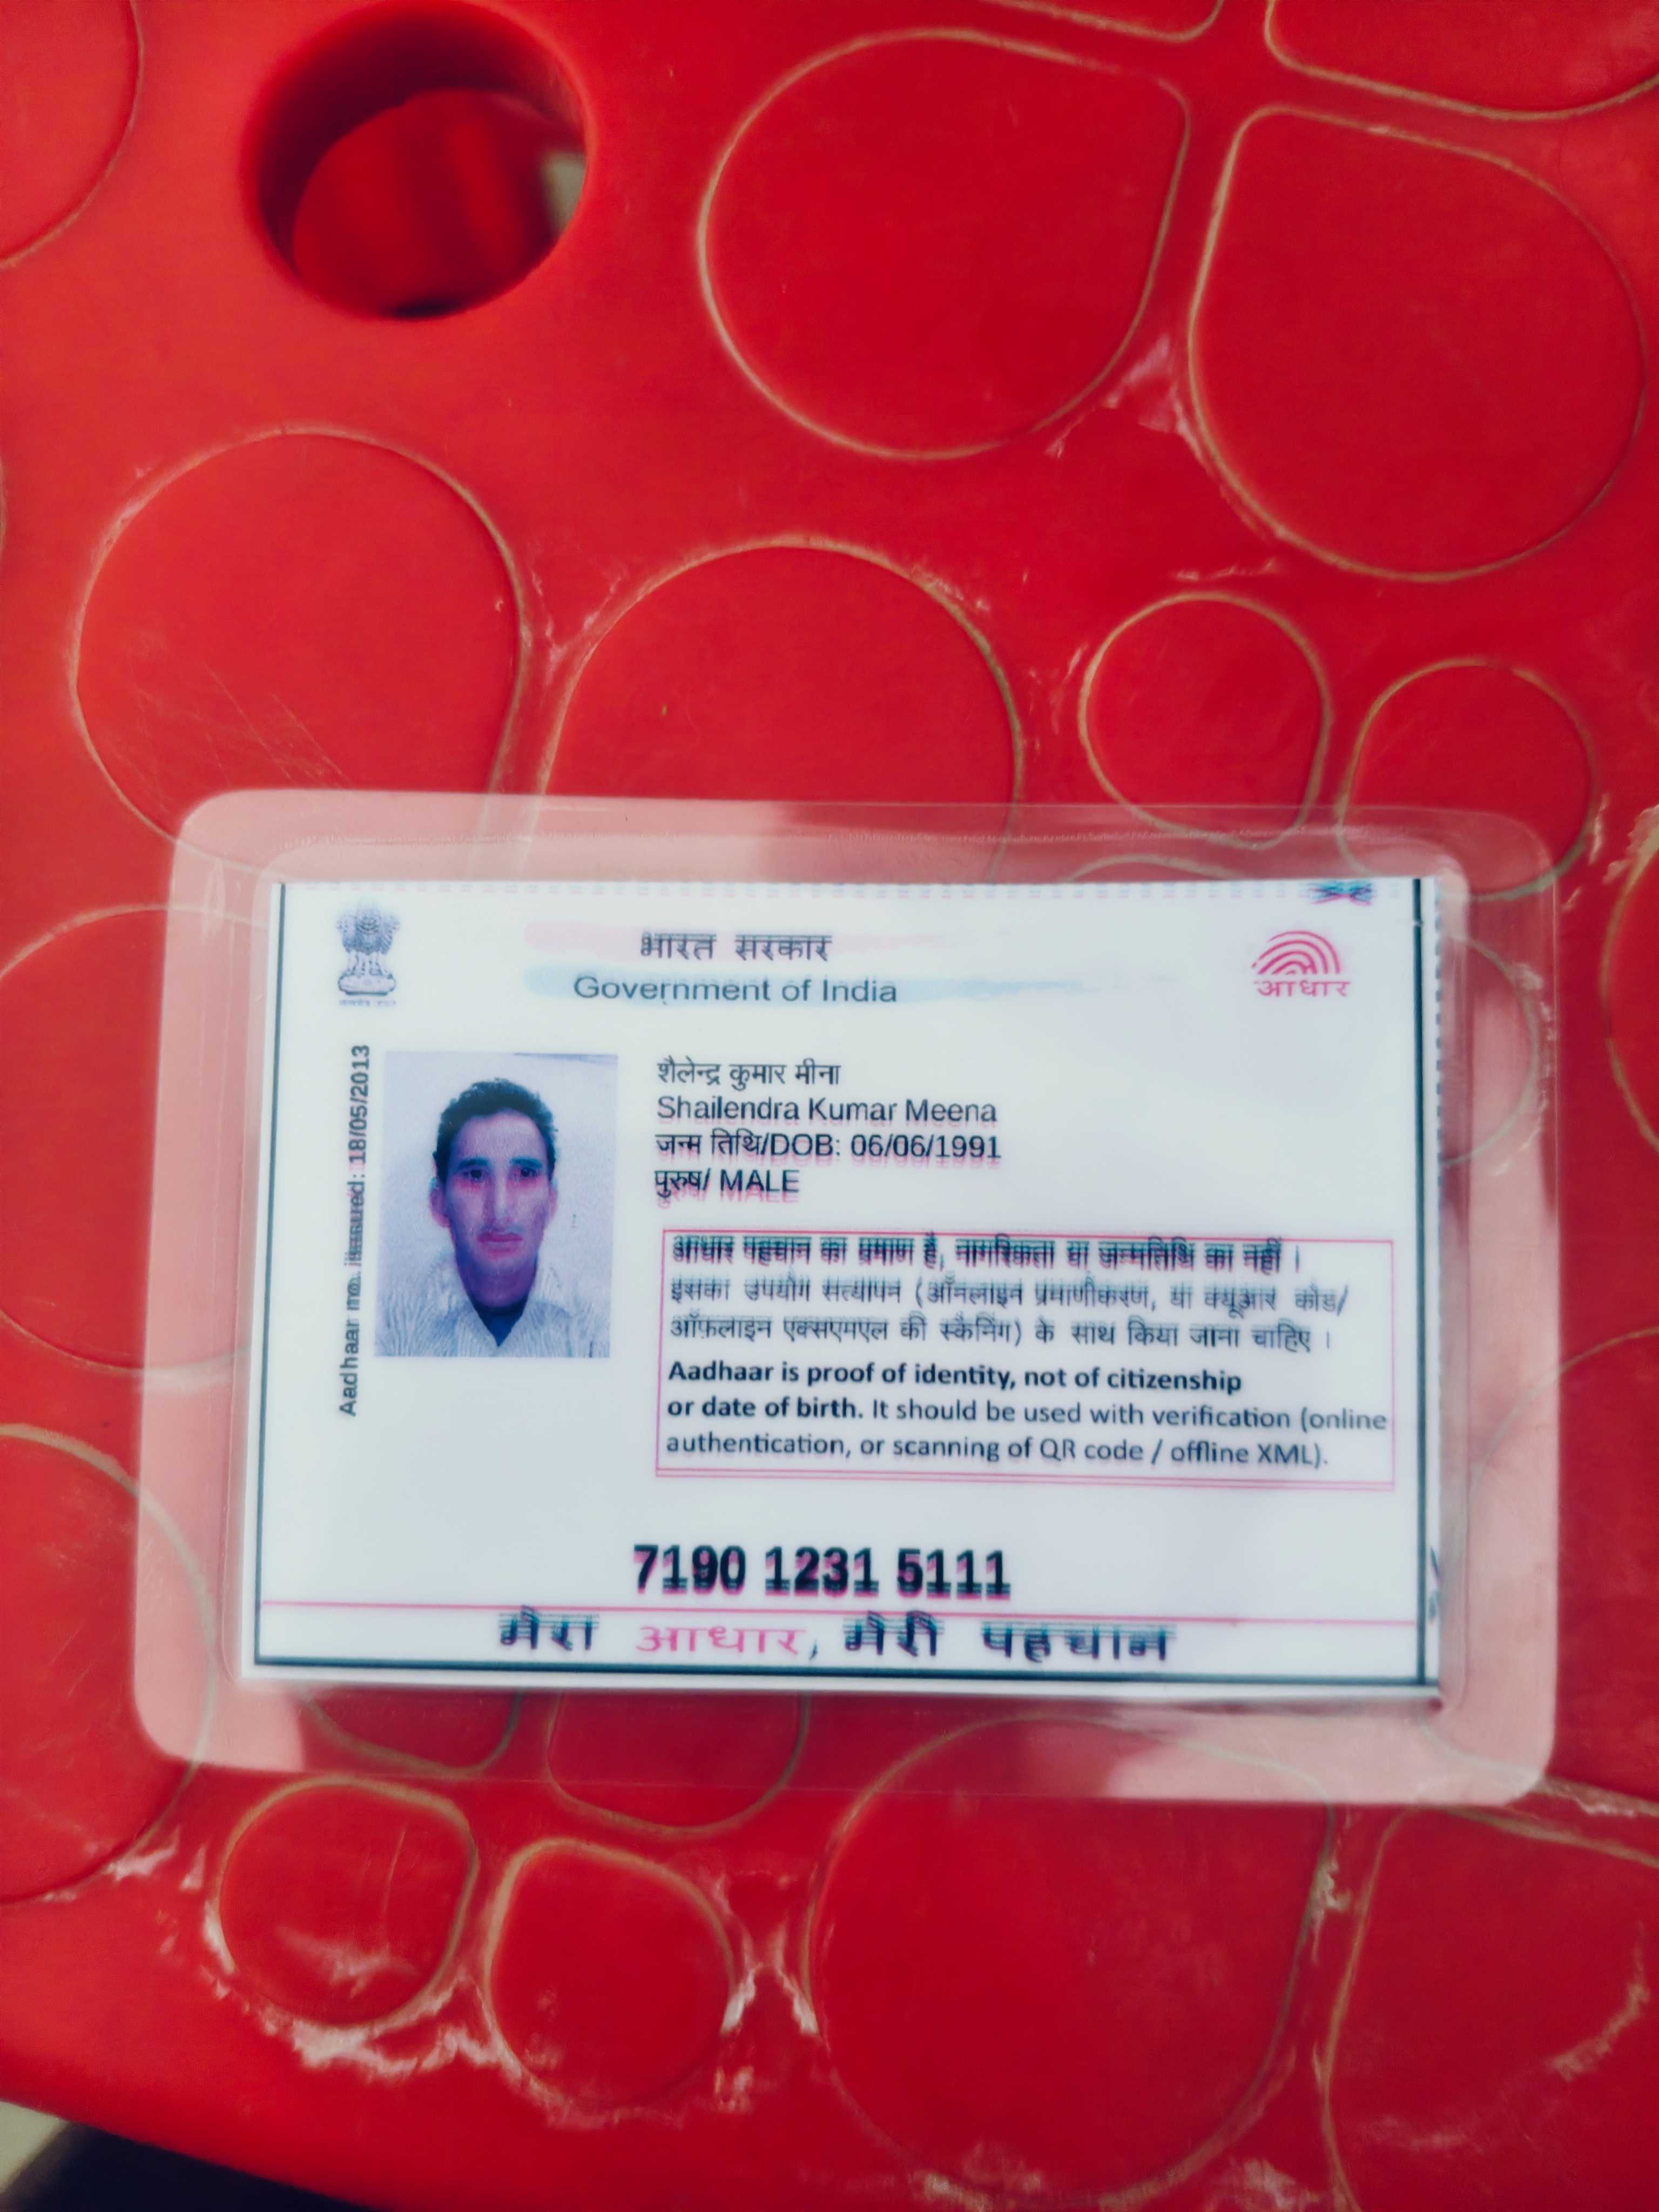 भारत सरकार
Government of India
आधार
Aadhaar no. issued: 18/05/2013
शैलेन्द्र कुमार मीना
Shailendra Kumar Meena
जन्म तिथि/DOB: 06/06/1991
पुरुष/ MALE
आधार पहचान का प्रमाण है, नागरिकता या जन्मतिथि का नहीं ।
इसका उपयोग सत्यापन (ऑनलाइन प्रमाणीकरण, या क्यूआर कोड/
ऑफ़लाइन एक्सएमएल की स्कैनिंग) के साथ किया जाना चाहिए ।
Aadhaar is proof of identity, not of citizenship
or date of birth. It should be used with verification (online
authentication, or scanning of QR code / offline XML).
7190 1231 5111
मेरा आधार, मेरी पहचान